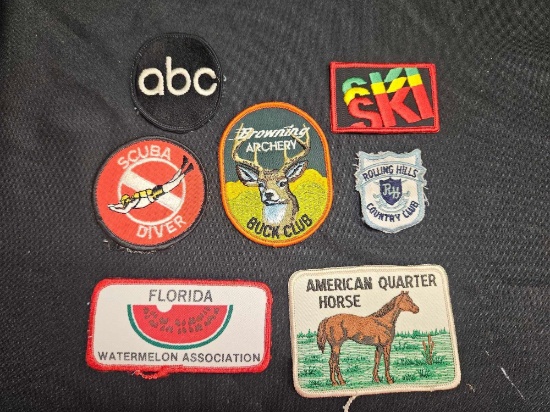 abc
SKI
SKI
SCUBA
DIVER
Browning
ARCHERY
BUCK CLUB
ROLLING HILLS
RH
COUNTRY CLUB
FLORIDA
WATERMELON ASSOCIATION
AMERICAN QUARTER
HORSE